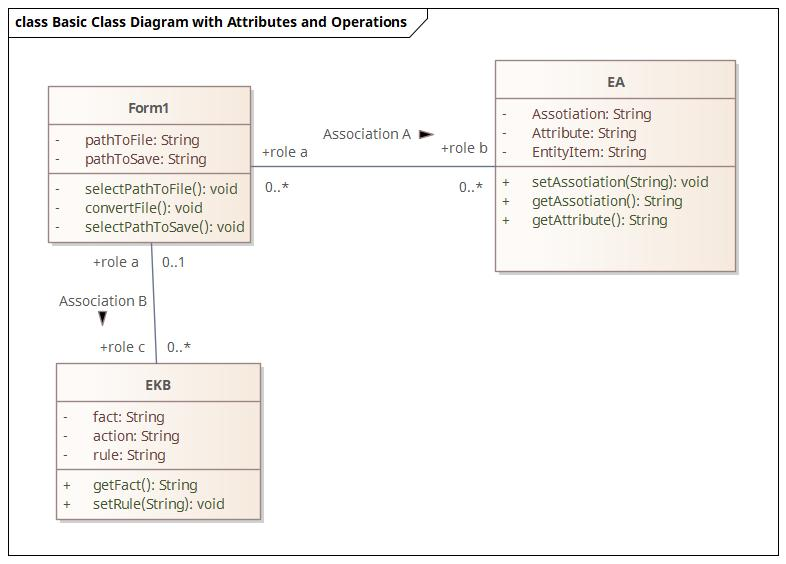 class Basic Class Diagram with Attributes and Operations
Form1
- pathToFile: String
- pathToSave: String
- selectPathToFile(): void
- convertFile(): void
- selectPathToSave(): void
Association A
+role a
+role b
0..*
0..*
EA
- Assotiation: String
- Attribute: String
- EntityItem: String
+ setAssotiation(String): void
+ getAssotiation(): String
+ getAttribute(): String
+role a
0..1
Association B
+role c
0..*
EKB
- fact: String
- action: String
- rule: String
+ getFact(): String
+ setRule(String): void